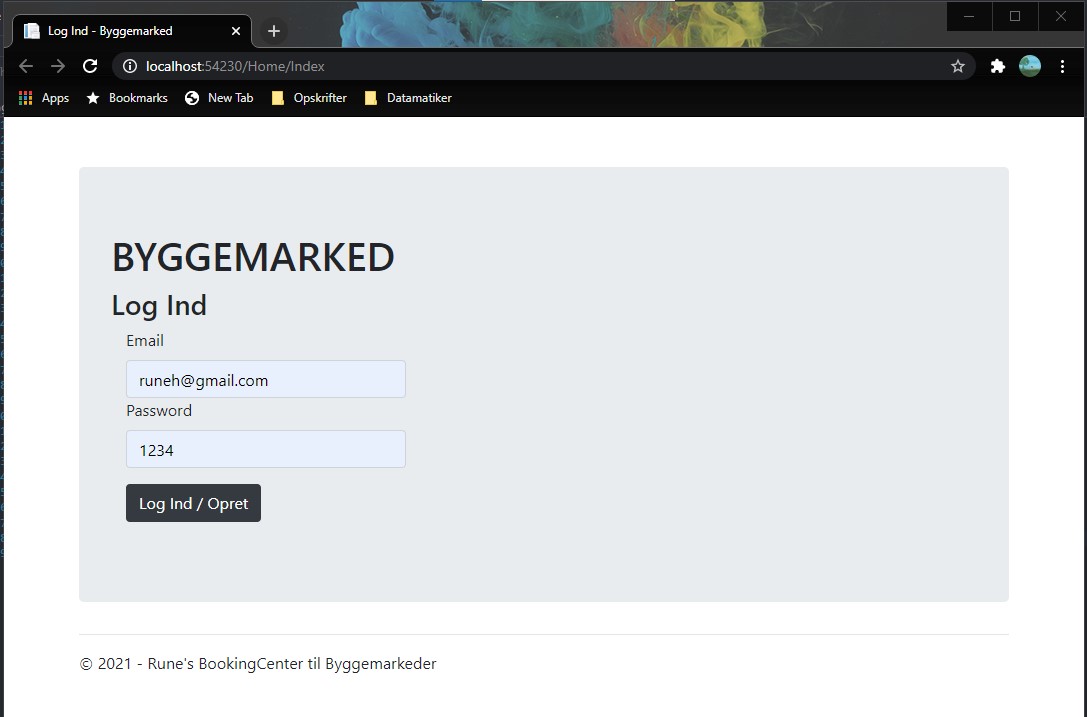 Log Ind - Byggemarked
localhost:54230/Home/Index
Apps Bookmarks New Tab Opskrifter Datamatiker
BYGGEMARKED
Log Ind
Email
runeh@gmail.com
Password
1234
Log Ind / Opret
© 2021 - Rune's BookingCenter til Byggemarkeder